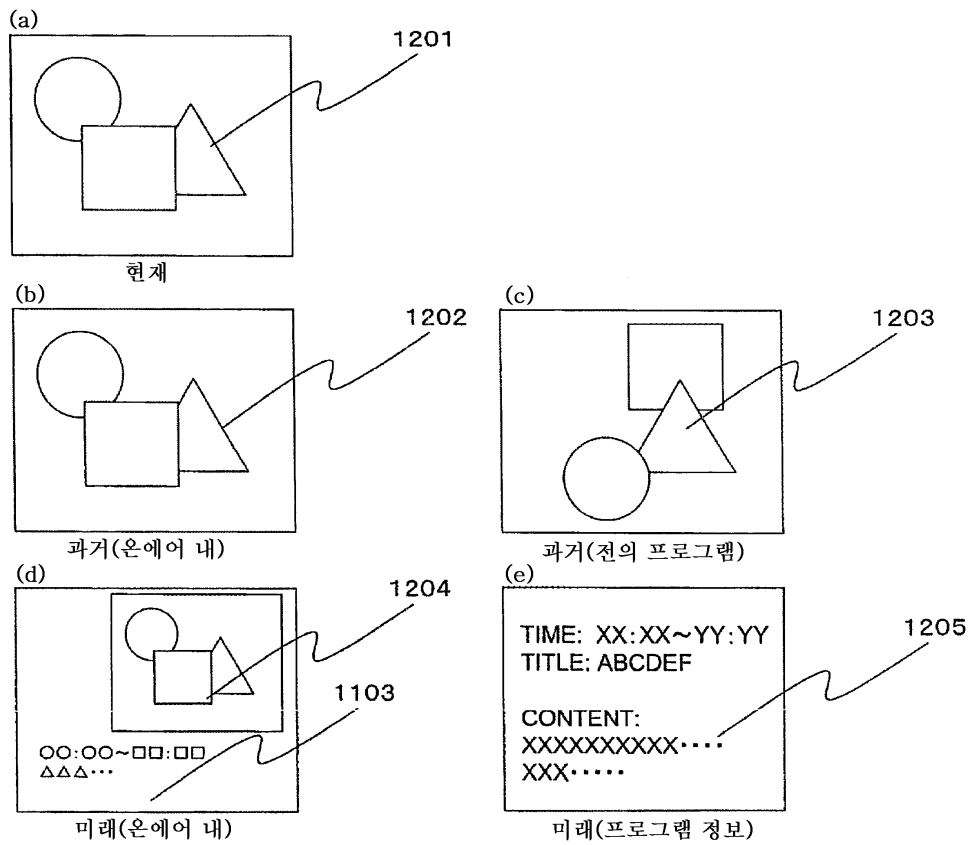 (a)
1201
현재
(b)
1202
과거(온에어 내)
(c)
1203
과거(전의 프로그램)
(d)
1204
1103
○○:○○~□□:□□
△△△···
미래(온에어 내)
(e)
1205
TIME: XX:XX~YY:YY
TITLE: ABCDEF
CONTENT:
XXXXXXXXXX····
XXX·····
미래(프로그램 정보)